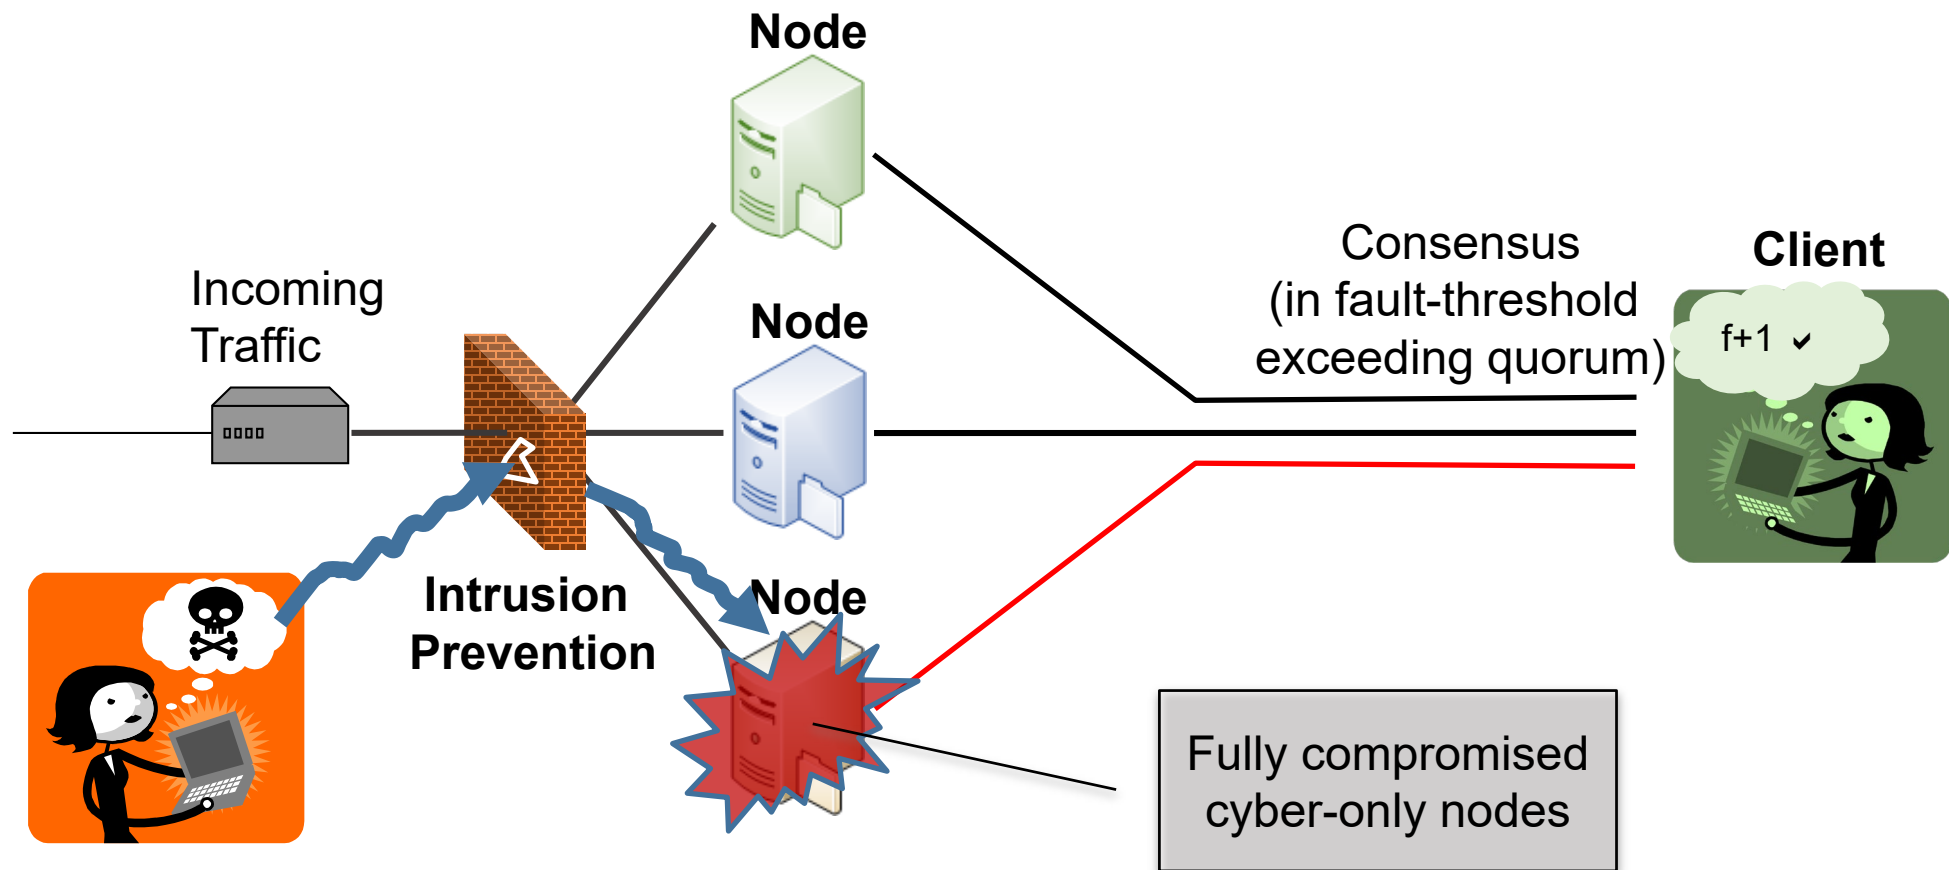 Node
Incoming
Traffic
Node
Consensus
(in fault-threshold
exceeding quorum)
Client
f+1 ✔
Intrusion
Prevention
Node
Fully compromised
cyber-only nodes